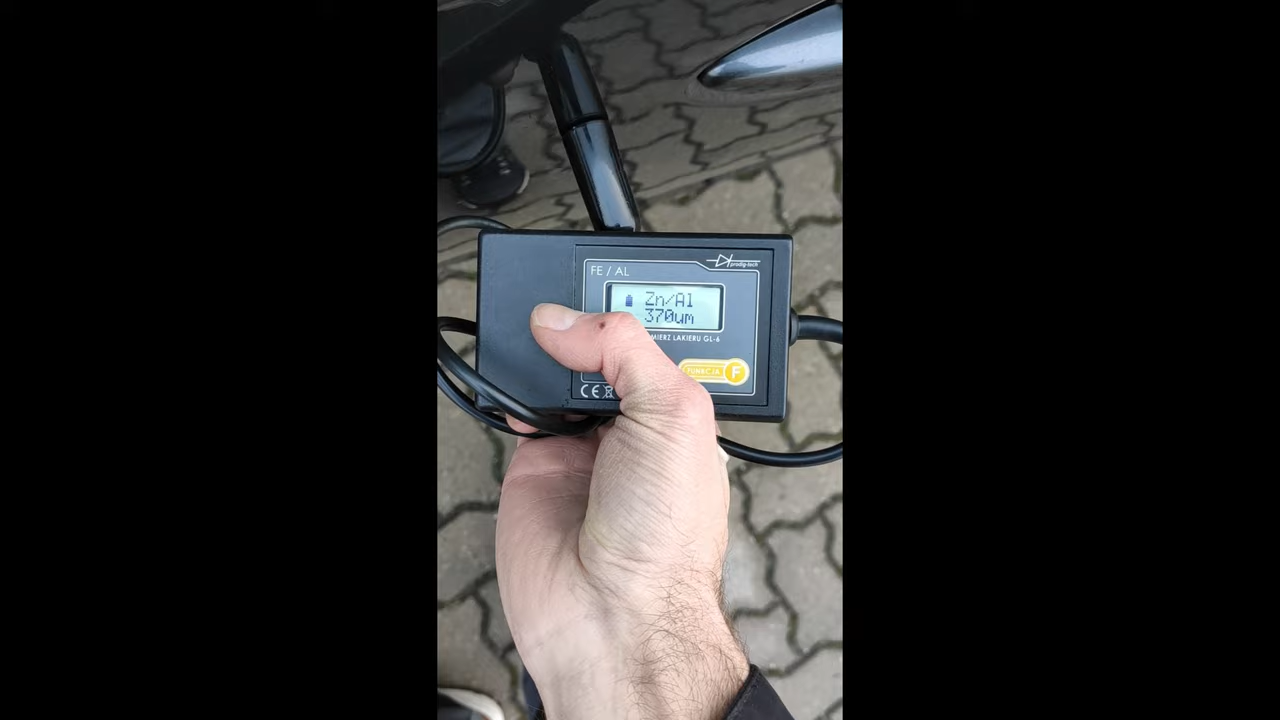 prodig-tech
FE / AL
Zn/Al
370um
MIERZ LAKIERU GL-6
FUNKCJA F
CE